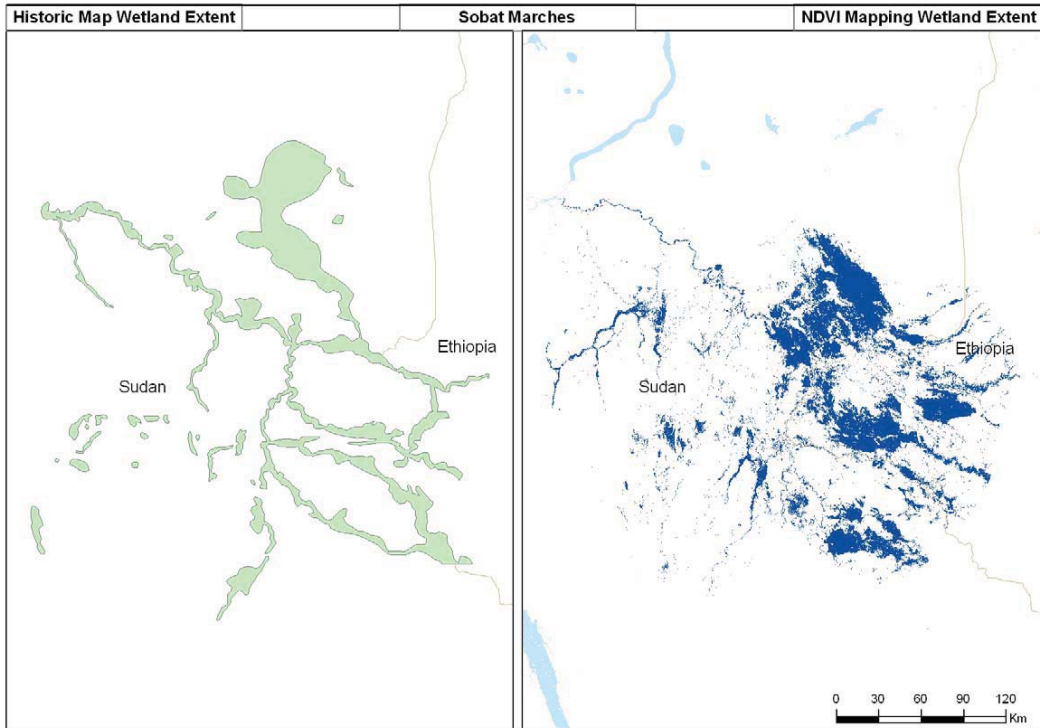 Historic Map Wetland Extent
Sobat Marches
NDVI Mapping Wetland Extent
Ethiopia
Sudan
Ethiopia
Sudan
0 30 60 90 120
Km